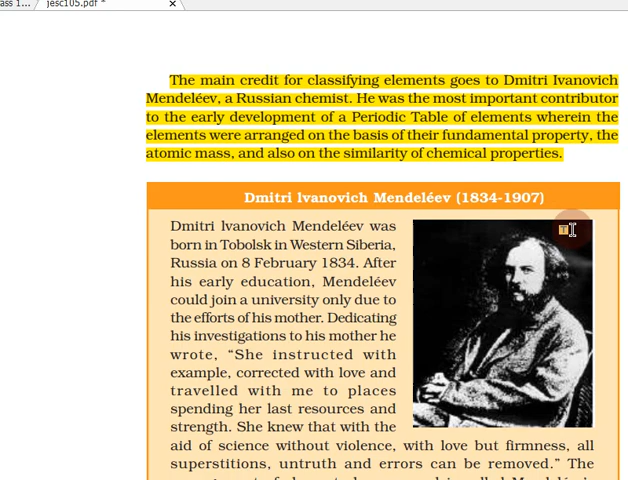 jesc105.pdf *
The main credit for classifying elements goes to Dmitri Ivanovich
Mendeléev, a Russian chemist. He was the most important contributor
to the early development of a Periodic Table of elements wherein the
elements were arranged on the basis of their fundamental property, the
atomic mass, and also on the similarity of chemical properties.
Dmitri Ivanovich Mendeléev (1834-1907)
Dmitri Ivanovich Mendeléev was
born in Tobolsk in Western Siberia,
Russia on 8 February 1834. After
his early education, Mendeléev
could join a university only due to
the efforts of his mother. Dedicating
his investigations to his mother he
wrote, “She instructed with
example, corrected with love and
travelled with me to places
spending her last resources and
strength. She knew that with the
aid of science without violence, with love but firmness, all
superstitions, untruth and errors can be removed.” The